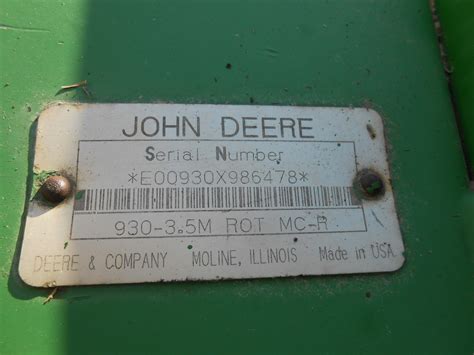 JOHN DEERE
Serial Number
*E00930X986478*
930-3.5M ROT MC-R
DEERE & COMPANY MOLINE, ILLINOIS Made in USA